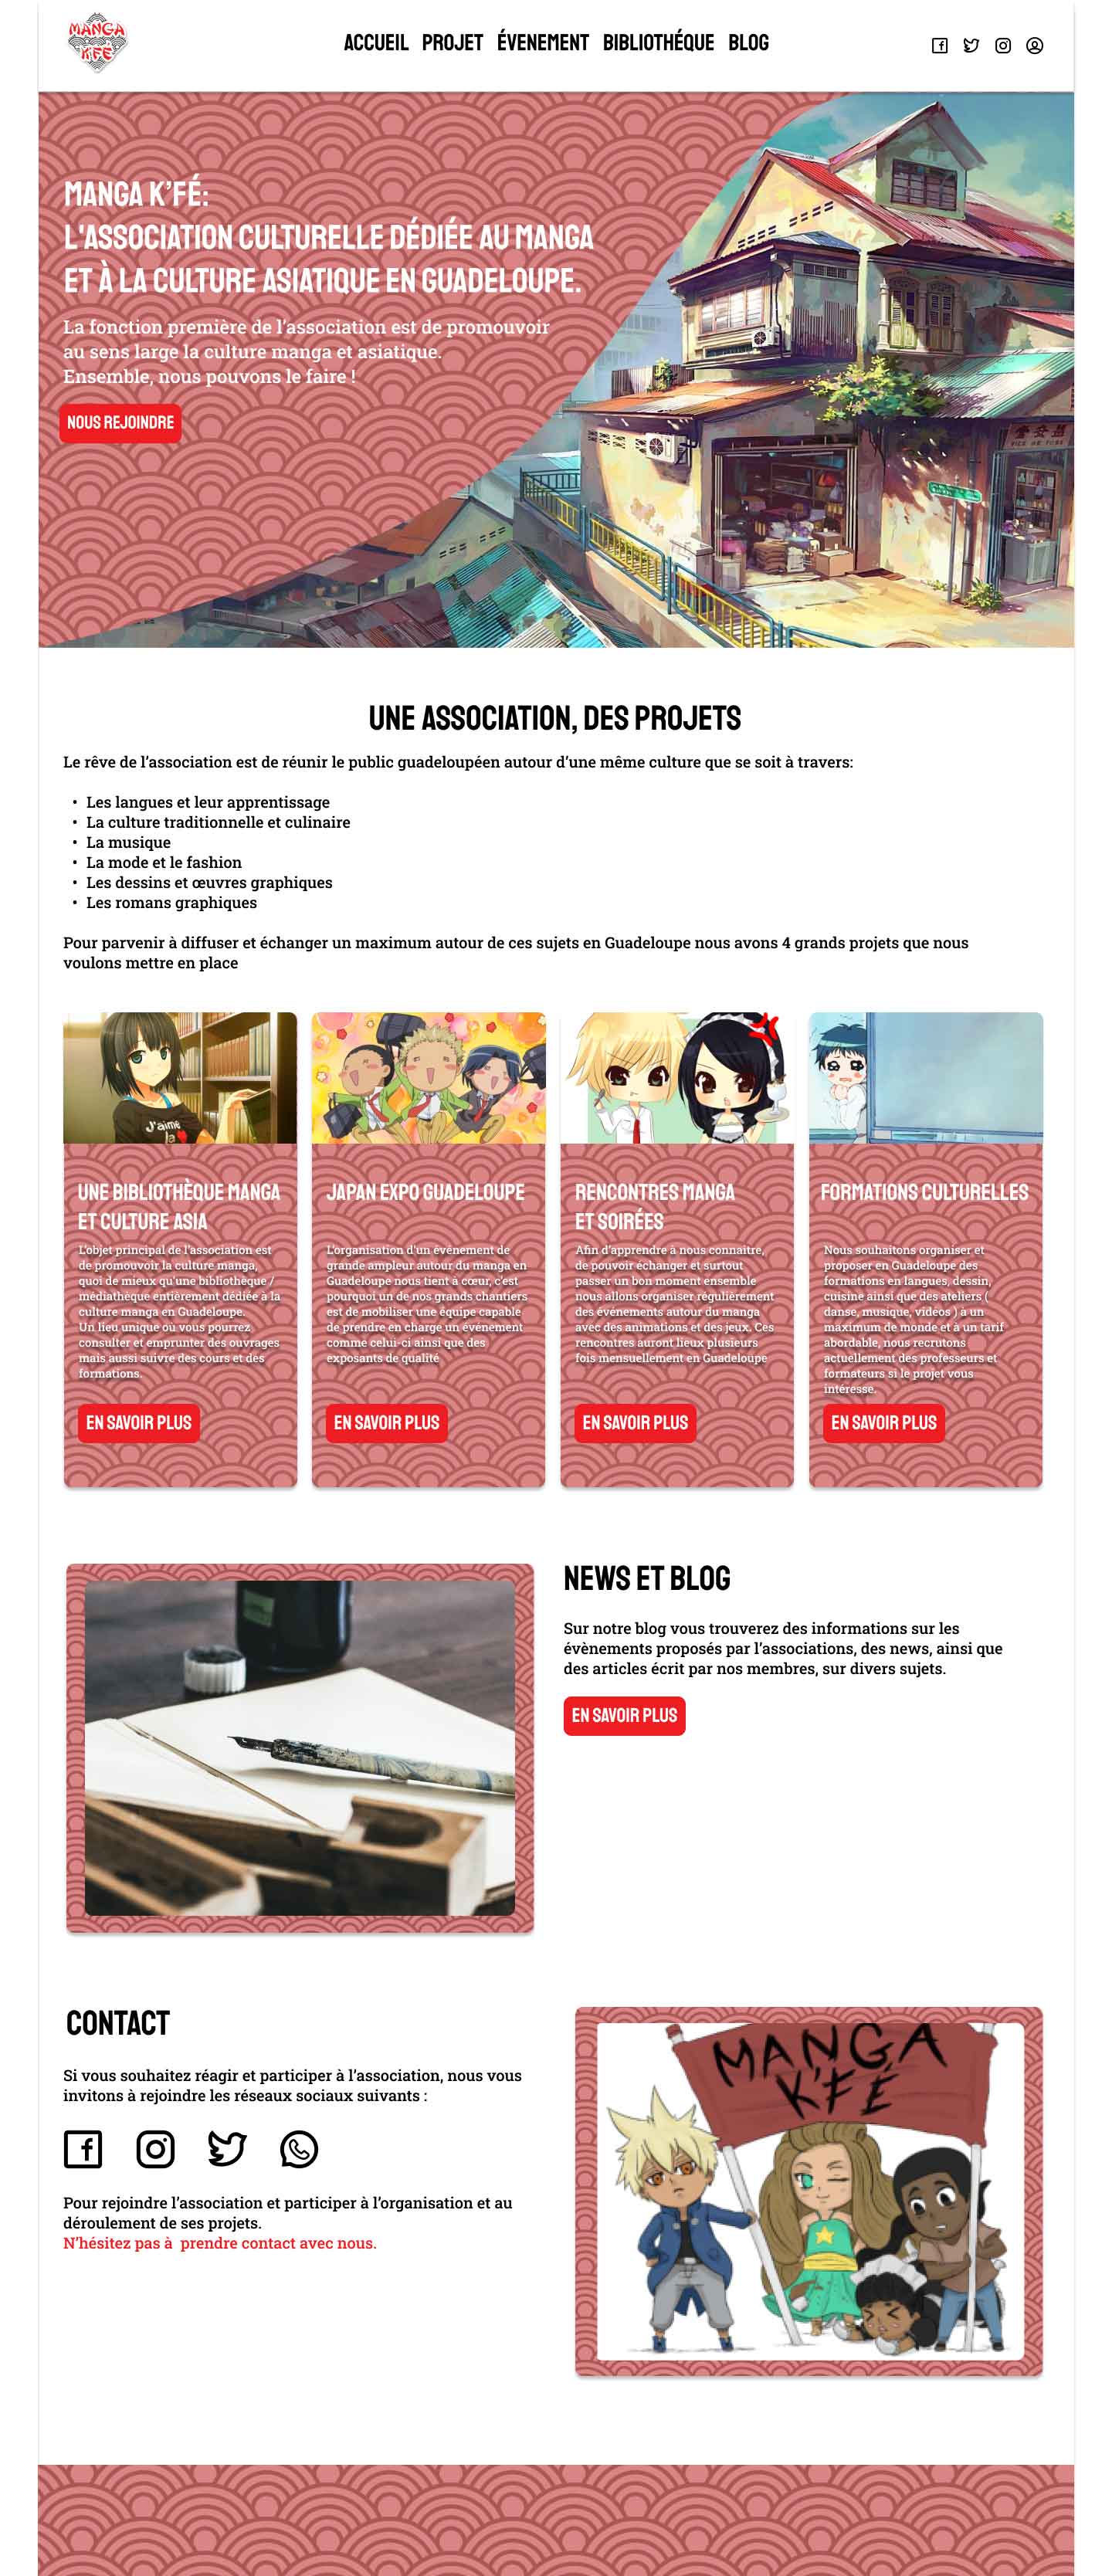 MANGA
K'FE
ACCUEIL PROJET ÉVENEMENT BIBLIOTHÉQUE BLOG
MANGA K'FÉ:
L'ASSOCIATION CULTURELLE DÉDIÉE AU MANGA
ET À LA CULTURE ASIATIQUE EN GUADELOUPE.
La fonction première de l'association est de promouvoir
au sens large la culture manga et asiatique.
Ensemble, nous pouvons le faire !
NOUS REJOINDRE
UNE ASSOCIATION, DES PROJETS
Le rêve de l'association est de réunir le public guadeloupéen autour d'une même culture que se soit à travers:
• Les langues et leur apprentissage
• La culture traditionnelle et culinaire
• La musique
• La mode et le fashion
• Les dessins et œuvres graphiques
• Les romans graphiques
Pour parvenir à diffuser et échanger un maximum autour de ces sujets en Guadeloupe nous avons 4 grands projets que nous
voulons mettre en place
J'aime
la
UNE BIBLIOTHÈQUE MANGA
ET CULTURE ASIA
L'objet principal de l'association est
de promouvoir la culture manga,
quoi de mieux qu'une bibliothèque /
médiathèque entièrement dédiée à la
culture manga en Guadeloupe.
Un lieu unique où vous pourrez
consulter et emprunter des ouvrages
mais aussi suivre des cours et des
formations.
EN SAVOIR PLUS
JAPAN EXPO GUADELOUPE
L'organisation d'un événement de
grande ampleur autour du manga en
Guadeloupe nous tient à cœur, c'est
pourquoi un de nos grands chantiers
est de mobiliser une équipe capable
de prendre en charge un événement
comme celui-ci ainsi que des
exposants de qualité
EN SAVOIR PLUS
RENCONTRES MANGA
ET SOIRÉES
Afin d'apprendre à nous connaitre,
de pouvoir échanger et surtout
passer un bon moment ensemble
nous allons organiser régulièrement
des événements autour du manga
avec des animations et des jeux. Ces
rencontres auront lieux plusieurs
fois mensuellement en Guadeloupe
EN SAVOIR PLUS
FORMATIONS CULTURELLES
Nous souhaitons organiser et
proposer en Guadeloupe des
formations en langues, dessin,
cuisine ainsi que des ateliers (
danse, musique, vidéos ) à un
maximum de monde et à un tarif
abordable, nous recrutons
actuellement des professeurs et
formateurs si le projet vous
intéresse.
EN SAVOIR PLUS
NEWS ET BLOG
Sur notre blog vous trouverez des informations sur les
évènements proposés par l'associations, des news, ainsi que
des articles écrit par nos membres, sur divers sujets.
EN SAVOIR PLUS
CONTACT
Si vous souhaitez réagir et participer à l'association, nous vous
invitons à rejoindre les réseaux sociaux suivants :
Pour rejoindre l'association et participer à l'organisation et au
déroulement de ses projets.
N'hésitez pas à prendre contact avec nous.
MANGA
K'FÉ